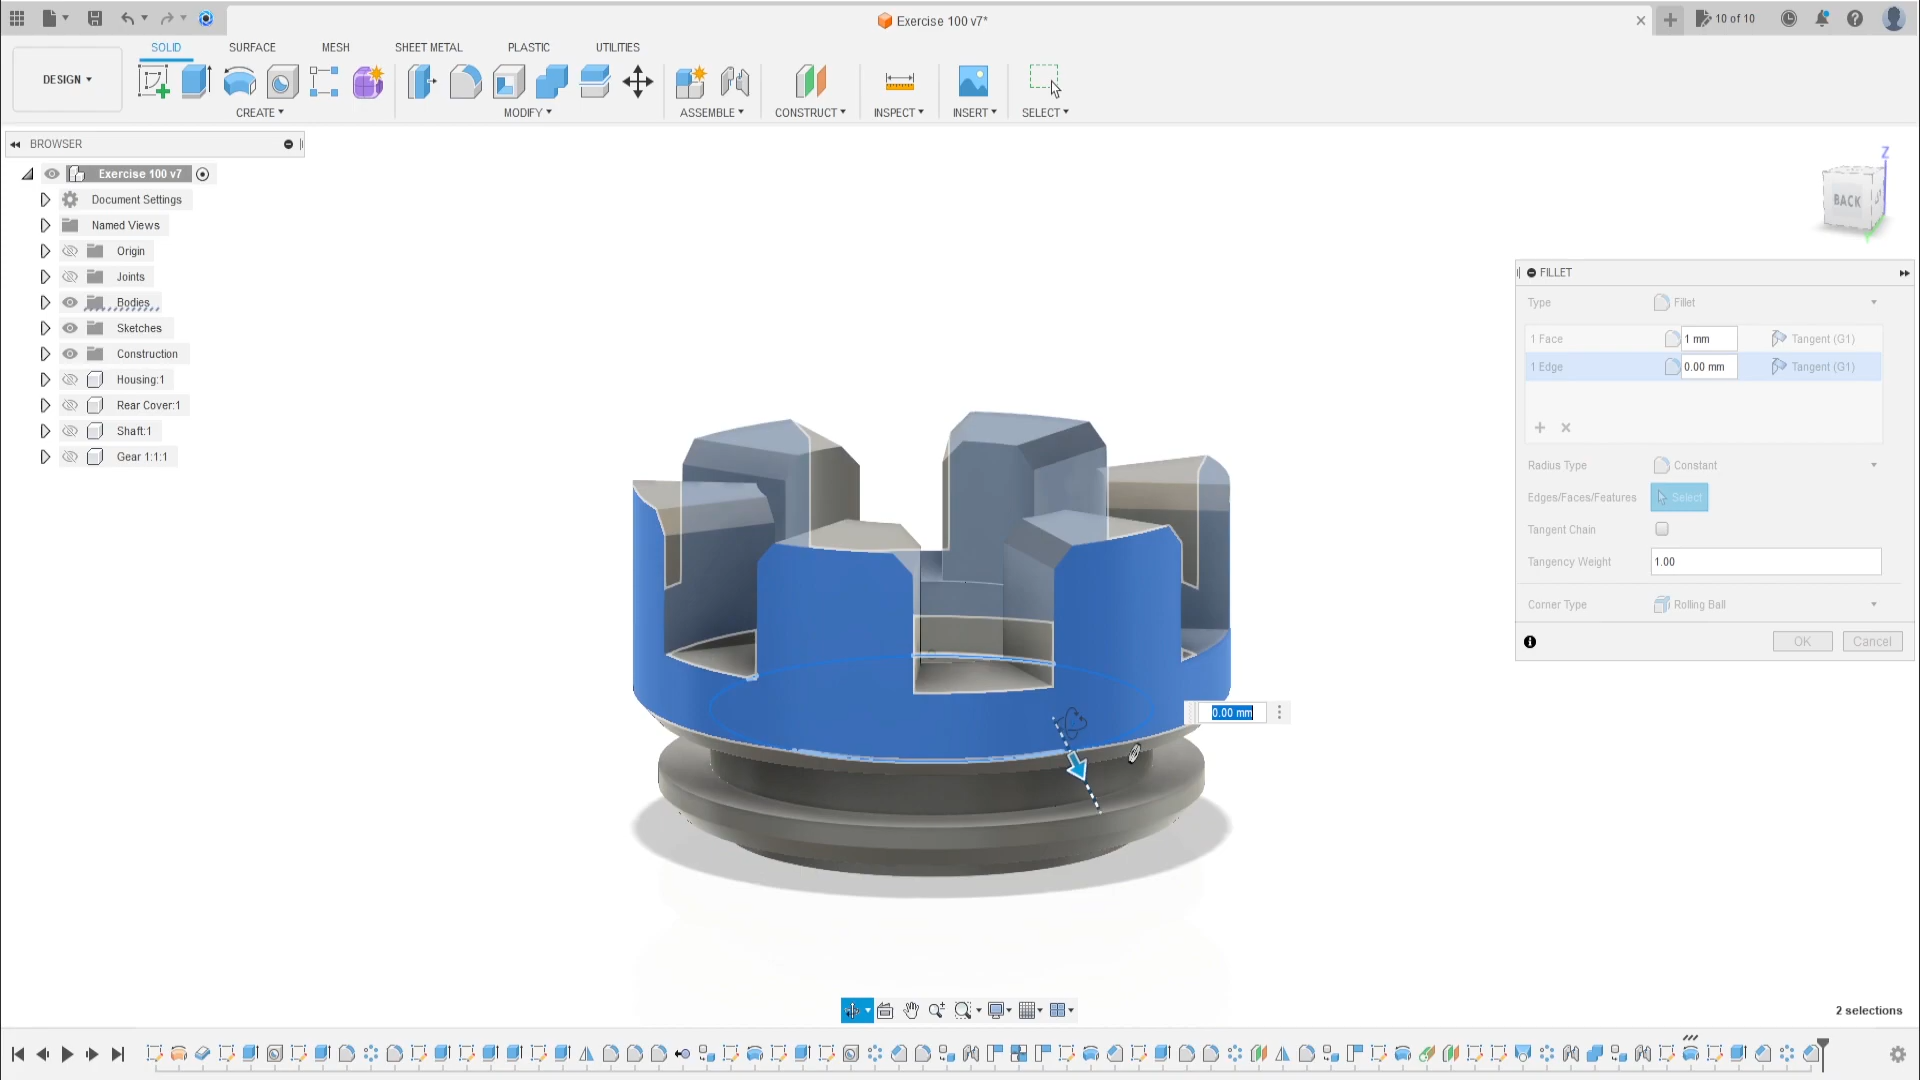 Exercise 100 v7*
10 of 10
SOLID SURFACE MESH SHEET METAL PLASTIC UTILITIES
DESIGN
CREATE MODIFY ASSEMBLE CONSTRUCT INSPECT INSERT SELECT
BROWSER
Exercise 100 v7
Document Settings
Named Views
Origin
Joints
Bodies
Sketches
Construction
Housing:1
Rear Cover:1
Shaft:1
Gear 1:1:1
Z
BACK
FILLET
Type Fillet
1 Face 1 mm Tangent (G1)
1 Edge 0.00 mm Tangent (G1)
Radius Type Constant
Edges/Faces/Features Select
Tangent Chain
Tangency Weight 1.00
Corner Type Rolling Ball
OK Cancel
0.00 mm
2 selections